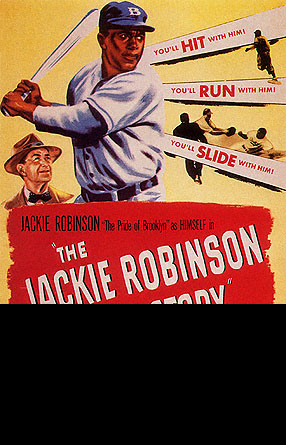 B
YOU'LL HIT WITH HIM!
YOU'LL RUN WITH HIM!
YOU'LL SLIDE WITH HIM!
JACKIE ROBINSON "The Pride of Brooklyn" as HIMSELF in
"THE
JACKIE ROBINSON
STORY"